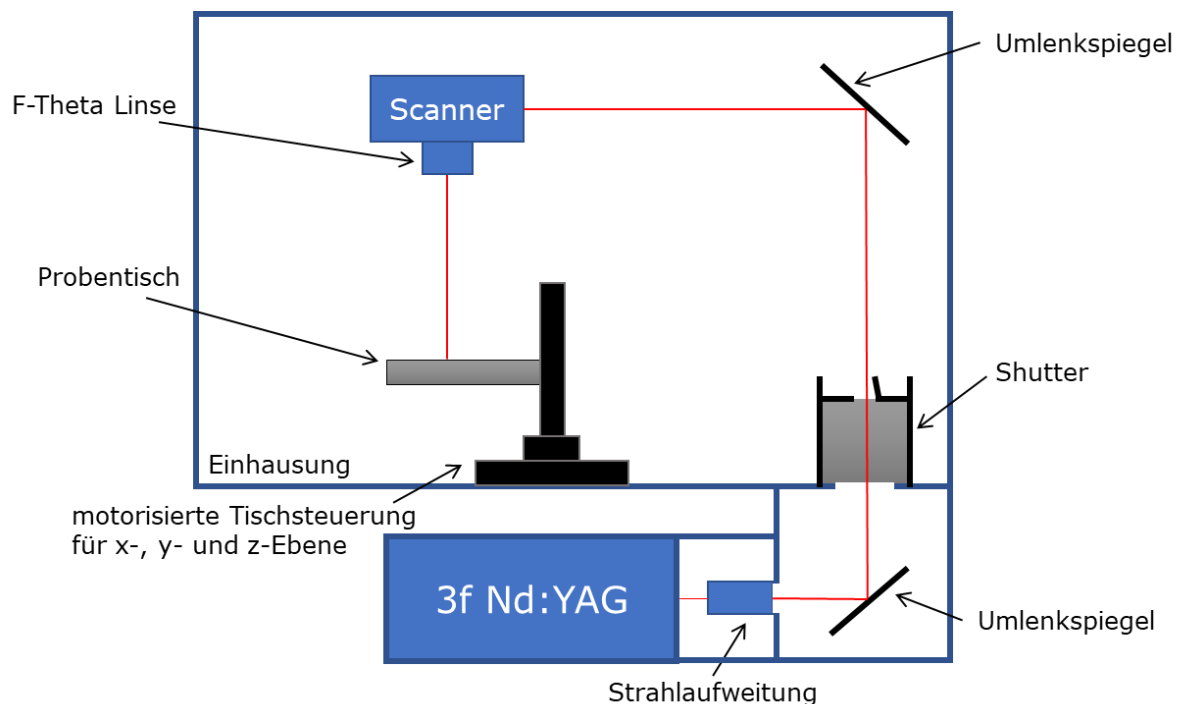 Umlenkspiegel
F-Theta Linse
Scanner
Probentisch
Shutter
Einhausung
motorisierte Tischsteuerung
für x-, y- und z-Ebene
3f Nd:YAG
Umlenkspiegel
Strahlaufweitung